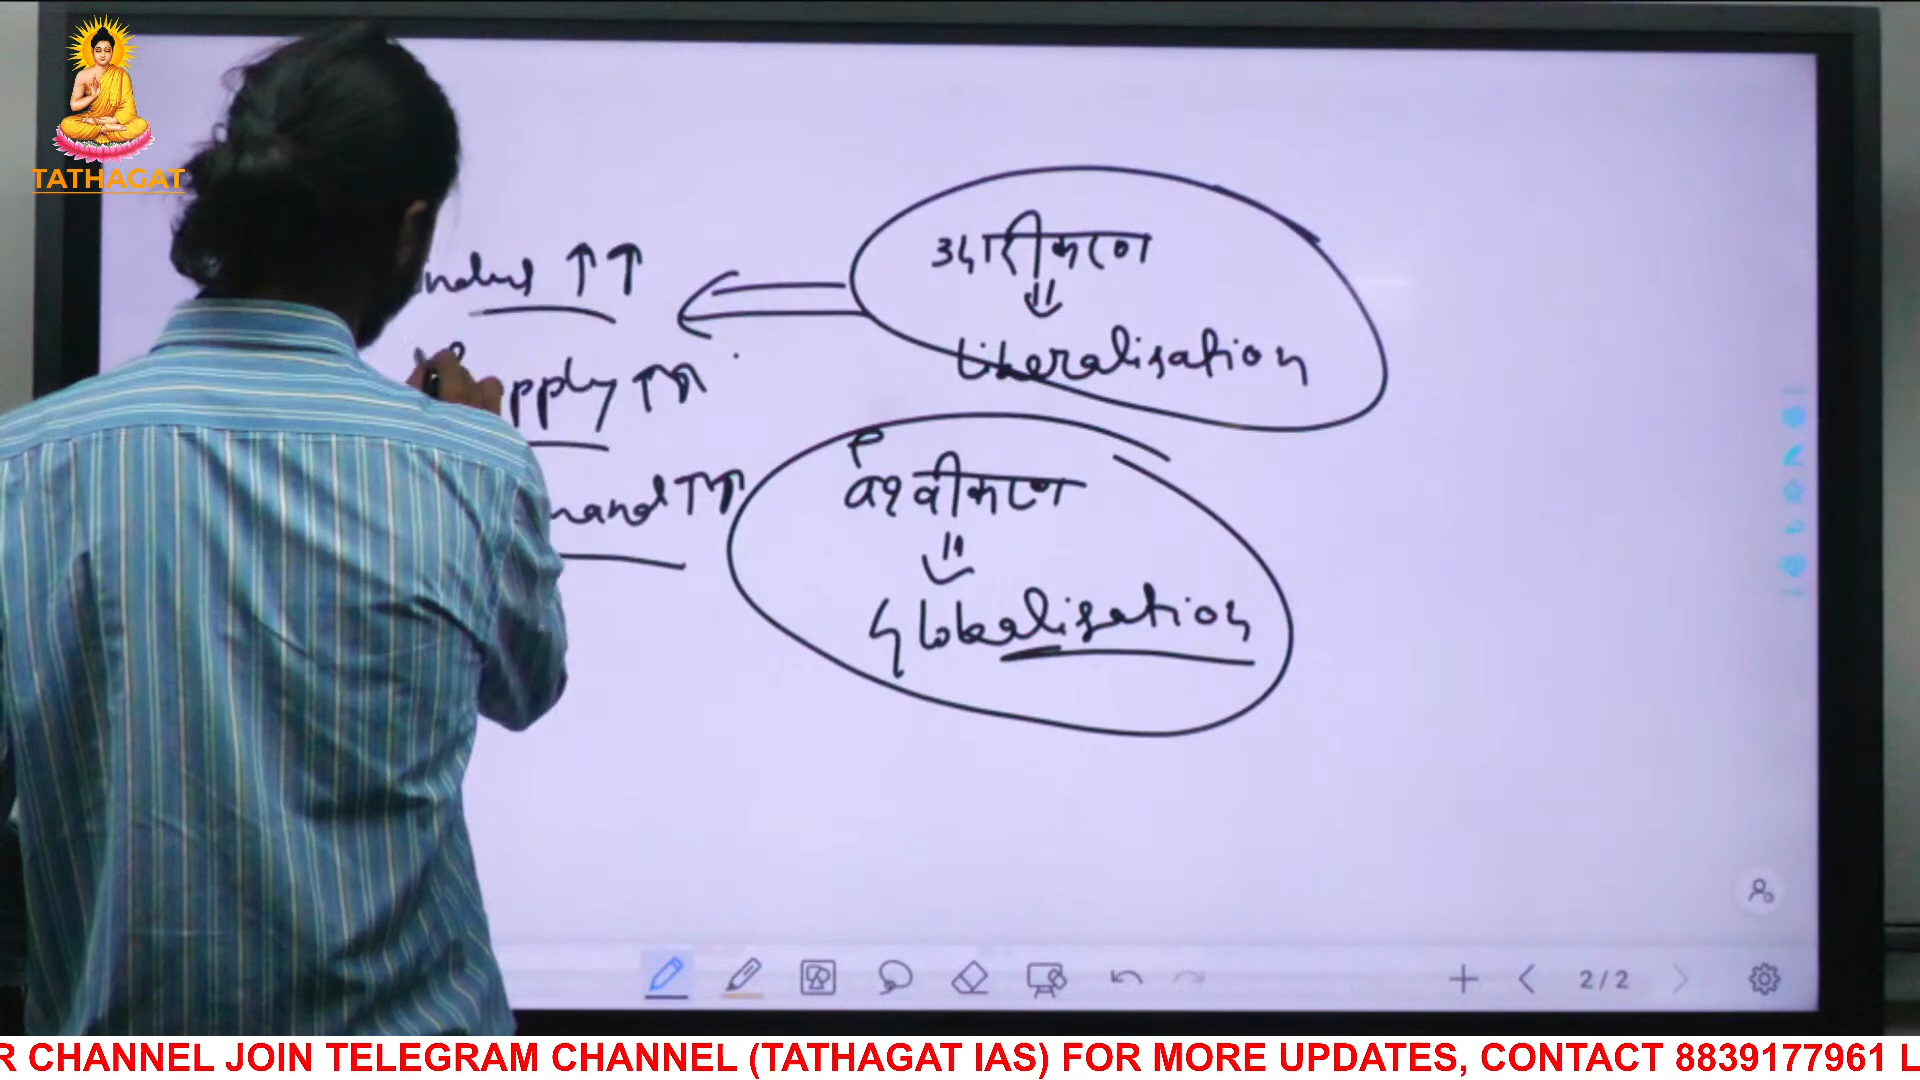 TATHAGAT
उदारीकरण
⇓
Liberalisation
↑↑
pply ↑↑
mand ↑↑
वैश्वीकरण
⇓
Globalisation
2/2
R CHANNEL JOIN TELEGRAM CHANNEL (TATHAGAT IAS) FOR MORE UPDATES, CONTACT 8839177961 L